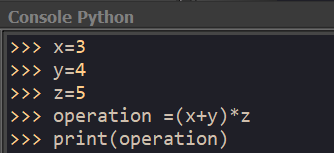 Console Python
>>> x=3
>>> y=4
>>> z=5
>>> operation =(x+y)*z
>>> print(operation)